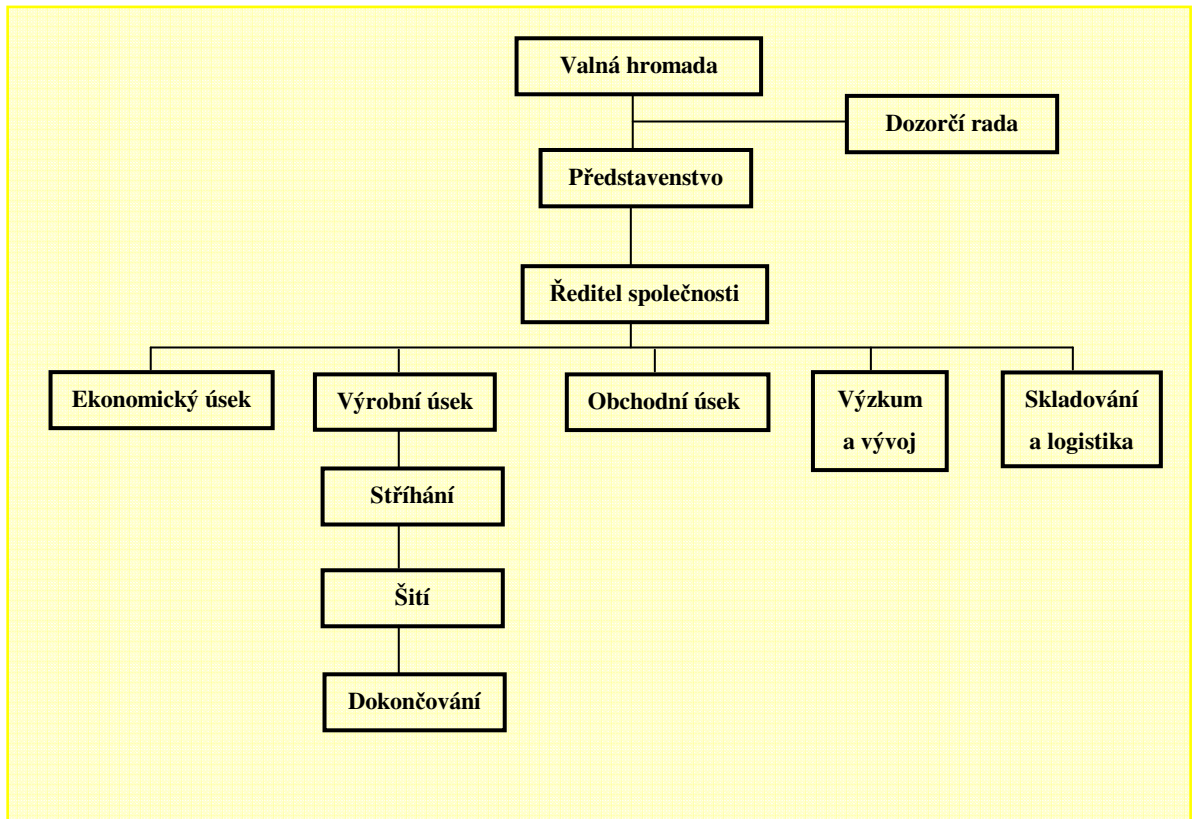 Valná hromada
Dozorčí rada
Představenstvo
Ředitel společnosti
Ekonomický úsek
Výrobní úsek
Obchodní úsek
Výzkum
a vývoj
Skladování
a logistika
Stříhání
Šití
Dokončování